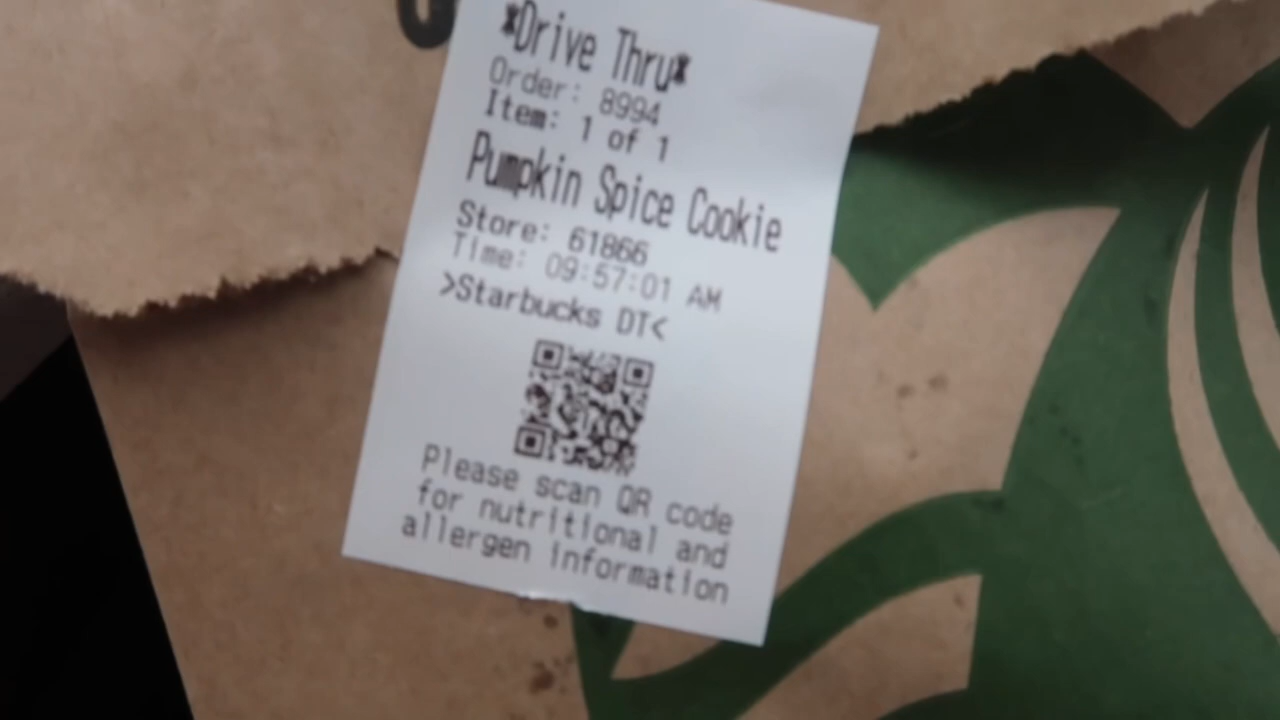 *Drive Thru*
Order: 8994
Item: 1 of 1
Pumpkin Spice Cookie
Store: 61866
Time: 09:57:01 AM
>Starbucks DT<
Please scan QR code
for nutritional and
allergen information